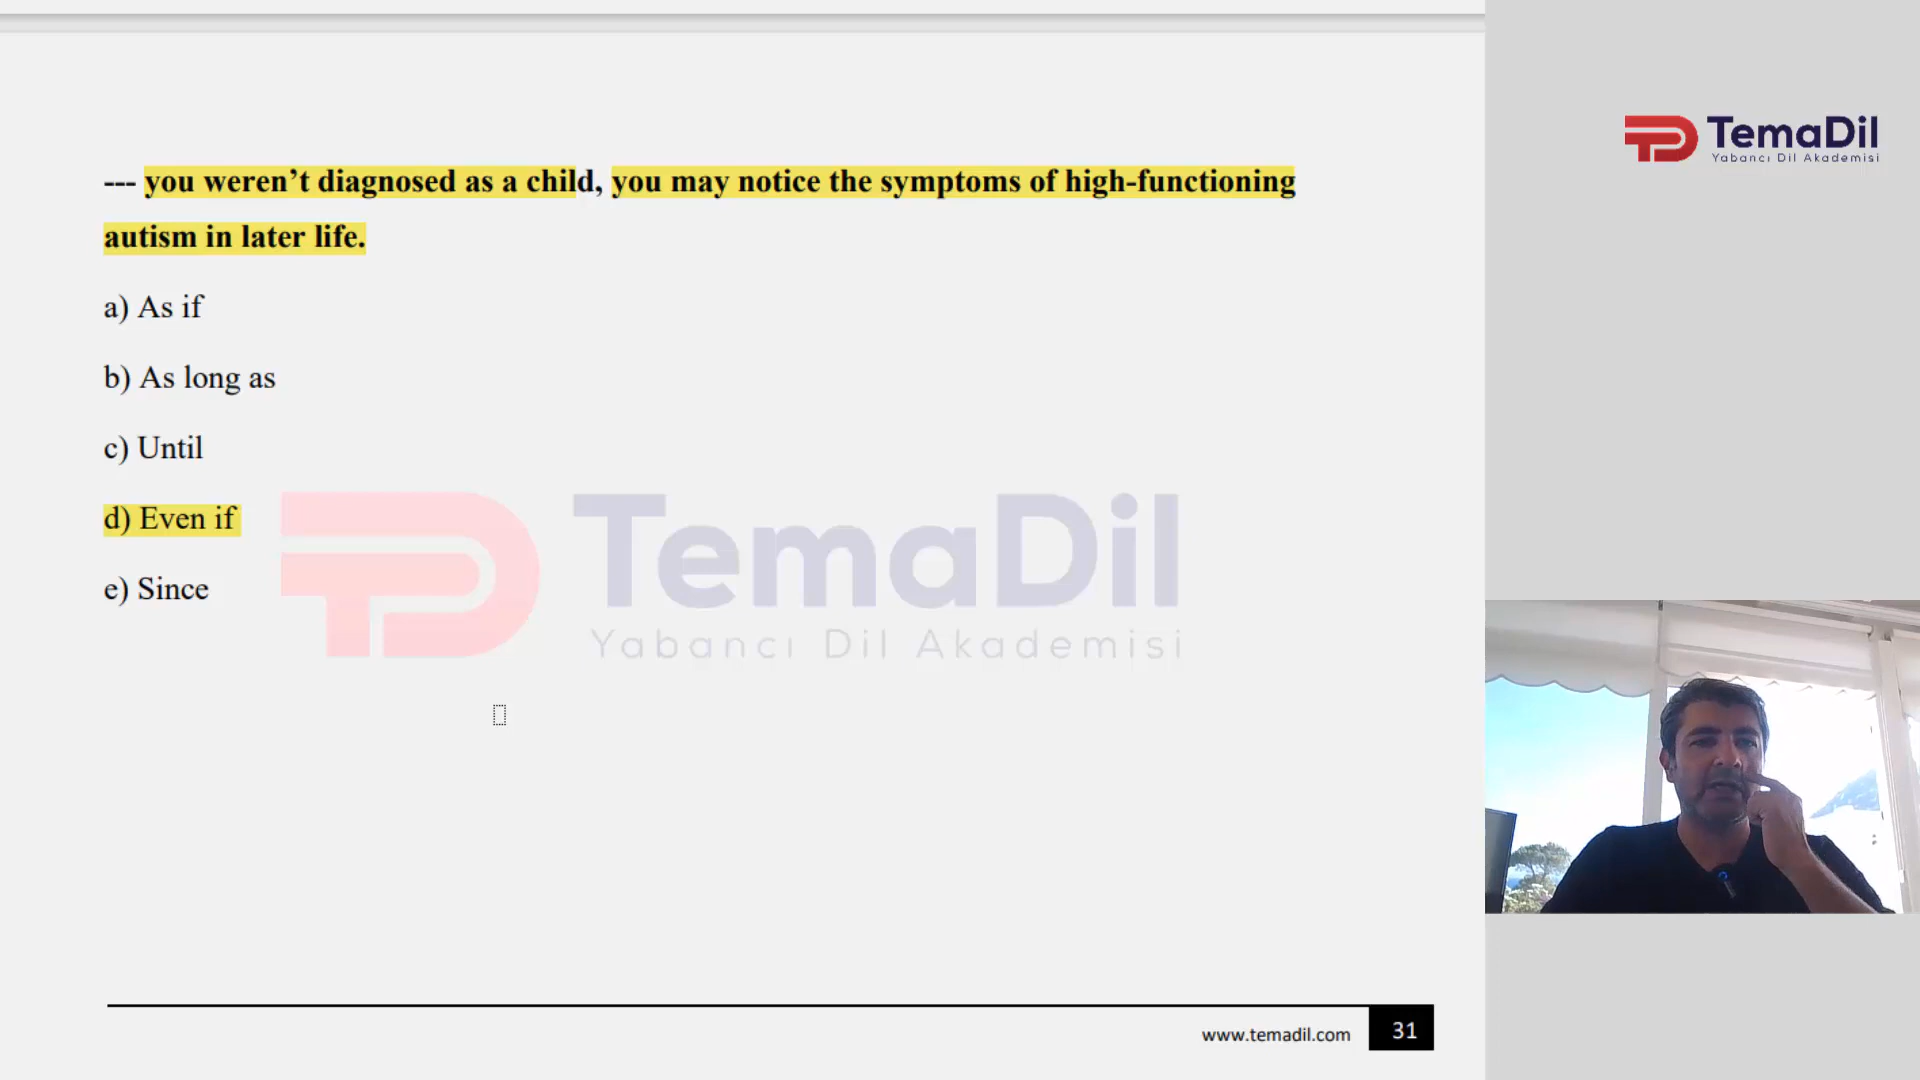 --- you weren’t diagnosed as a child, you may notice the symptoms of high-functioning
autism in later life.
a) As if
b) As long as
c) Until
d) Even if
e) Since
TemaDil
Yabancı Dil Akademisi
www.temadil.com
31
TemaDil
Yabancı Dil Akademisi